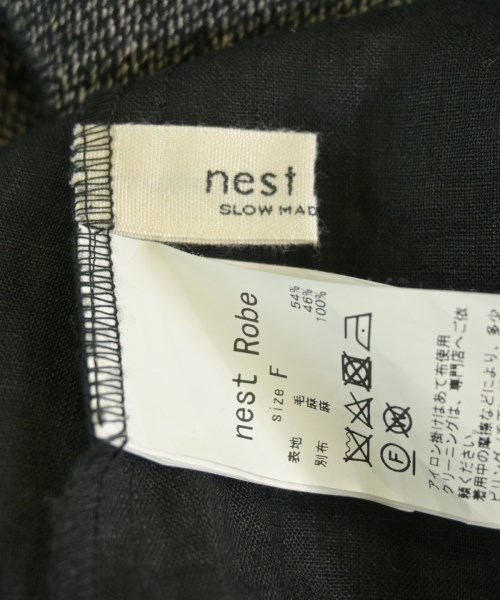 nest
SLOW MAD
nest Robe
size F
表地 毛 54%
麻 46%
別布 麻 100%
F W
アイロン掛けはあて布使用
クリーニングは、専門店へご依
頼ください。
着用中の摩擦などにより、多少